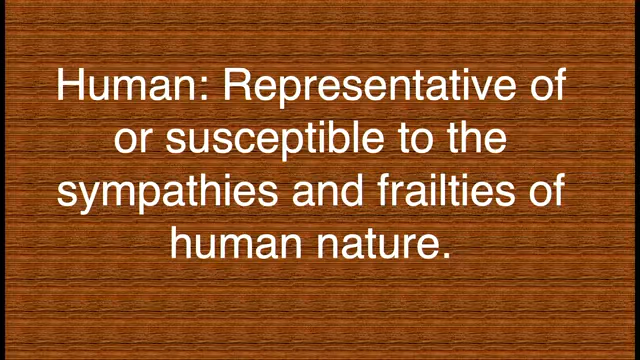 Human: Representative of
or susceptible to the
sympathies and frailties of
human nature.